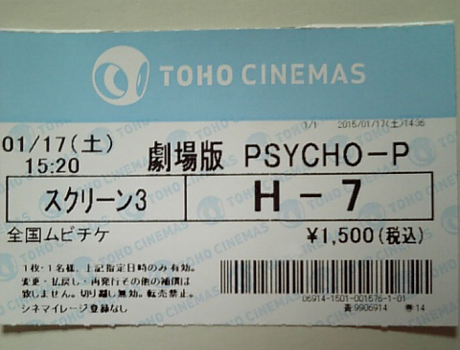 TOHO CINEMAS
1/1 2015/01/17(土)14:36
01/17(土)
15:20
劇場版 PSYCHO-P
スクリーン3
H-7
全国ムビチケ
¥1,500(税込)
1枚・1名様、上記指定日時のみ有効。
変更・払戻し・再発行その他の補償は
致しません。切り離し無効。転売禁止。
シネマイレージ登録なし
06914-1501-001576-1-01
:9906914
:14